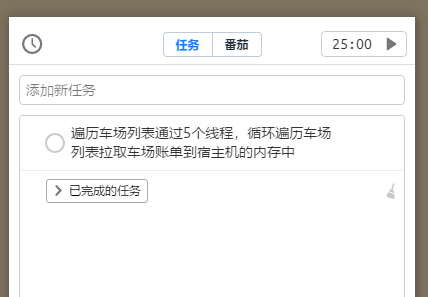 任务 番茄 25:00
添加新任务
遍历车场列表通过5个线程，循环遍历车场
列表拉取车场账单到宿主机的内存中
已完成的任务